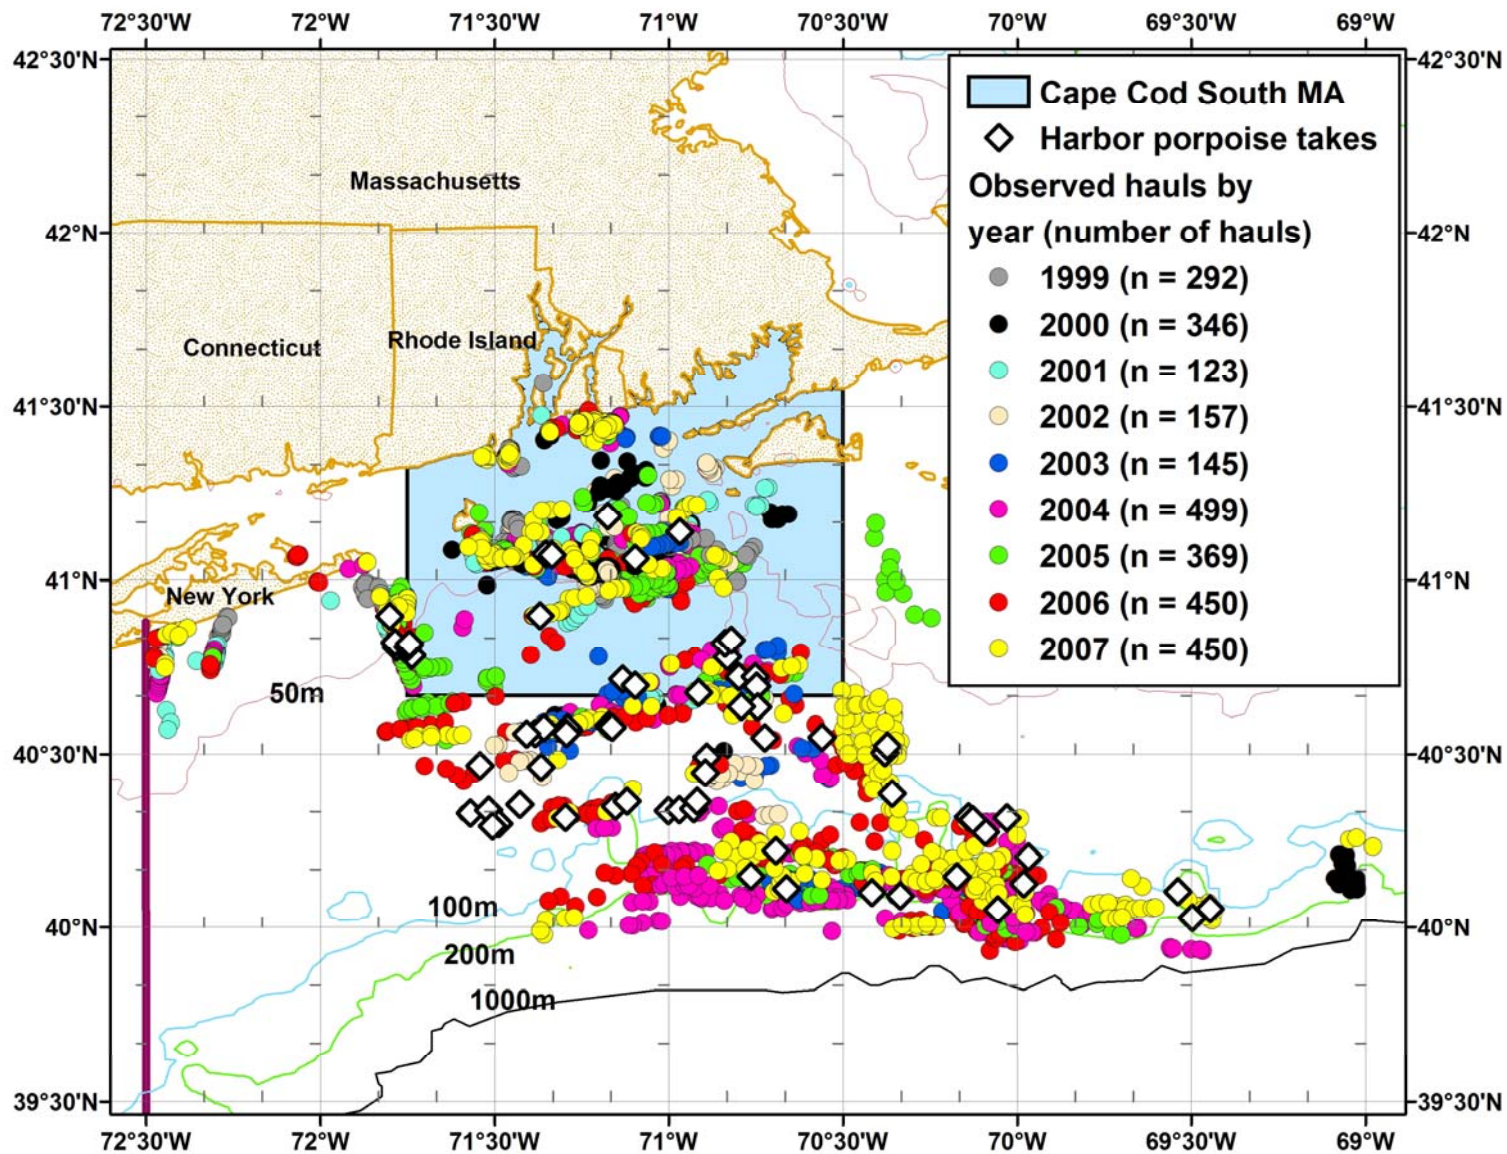 72°30'W 72°W 71°30'W 71°W 70°30'W 70°W 69°30'W 69°W
42°30'N 42°30'N
Cape Cod South MA
Harbor porpoise takes
Massachusetts
Observed hauls by
year (number of hauls)
42°N 42°N
1999 (n = 292)
2000 (n = 346)
Rhode Island
Connecticut
2001 (n = 123)
41°30'N 41°30'N
2002 (n = 157)
2003 (n = 145)
2004 (n = 499)
2005 (n = 369)
41°N 41°N
New York
2006 (n = 450)
2007 (n = 450)
50m
40°30'N 40°30'N
100m
40°N 40°N
200m
1000m
39°30'N 39°30'N
72°30'W 72°W 71°30'W 71°W 70°30'W 70°W 69°30'W 69°W